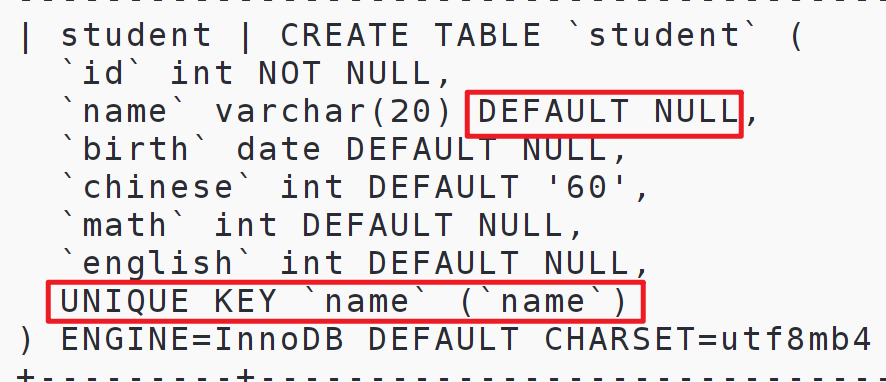 | student | CREATE TABLE `student` (
`id` int NOT NULL,
`name` varchar(20) DEFAULT NULL,
`birth` date DEFAULT NULL,
`chinese` int DEFAULT '60',
`math` int DEFAULT NULL,
`english` int DEFAULT NULL,
UNIQUE KEY `name` (`name`)
) ENGINE=InnoDB DEFAULT CHARSET=utf8mb4
+---------+-----------------------------